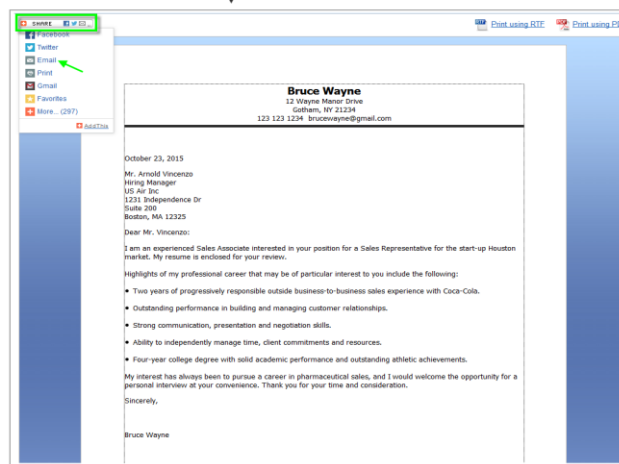 SHARE
Print using RTF
Print using PD
Facebook
Twitter
Email
Print
Gmail
Favorites
More... (297)
AddThis
Bruce Wayne
12 Wayne Manor Drive
Gotham, NY 21234
123 123 1234 brucewayne@gmail.com
October 23, 2015
Mr. Arnold Vincenzo
Hiring Manager
US Air Inc
1231 Independence Dr
Suite 200
Boston, MA 12325
Dear Mr. Vincenzo:
I am an experienced Sales Associate interested in your position for a Sales Representative for the start-up Houston
market. My resume is enclosed for your review.
Highlights of my professional career that may be of particular interest to you include the following:
• Two years of progressively responsible outside business-to-business sales experience with Coca-Cola.
• Outstanding performance in building and managing customer relationships.
• Strong communication, presentation and negotiation skills.
• Ability to independently manage time, client commitments and resources.
• Four-year college degree with solid academic performance and outstanding athletic achievements.
My interest has always been to pursue a career in pharmaceutical sales, and I would welcome the opportunity for a
personal interview at your convenience. Thank you for your time and consideration.
Sincerely,
Bruce Wayne